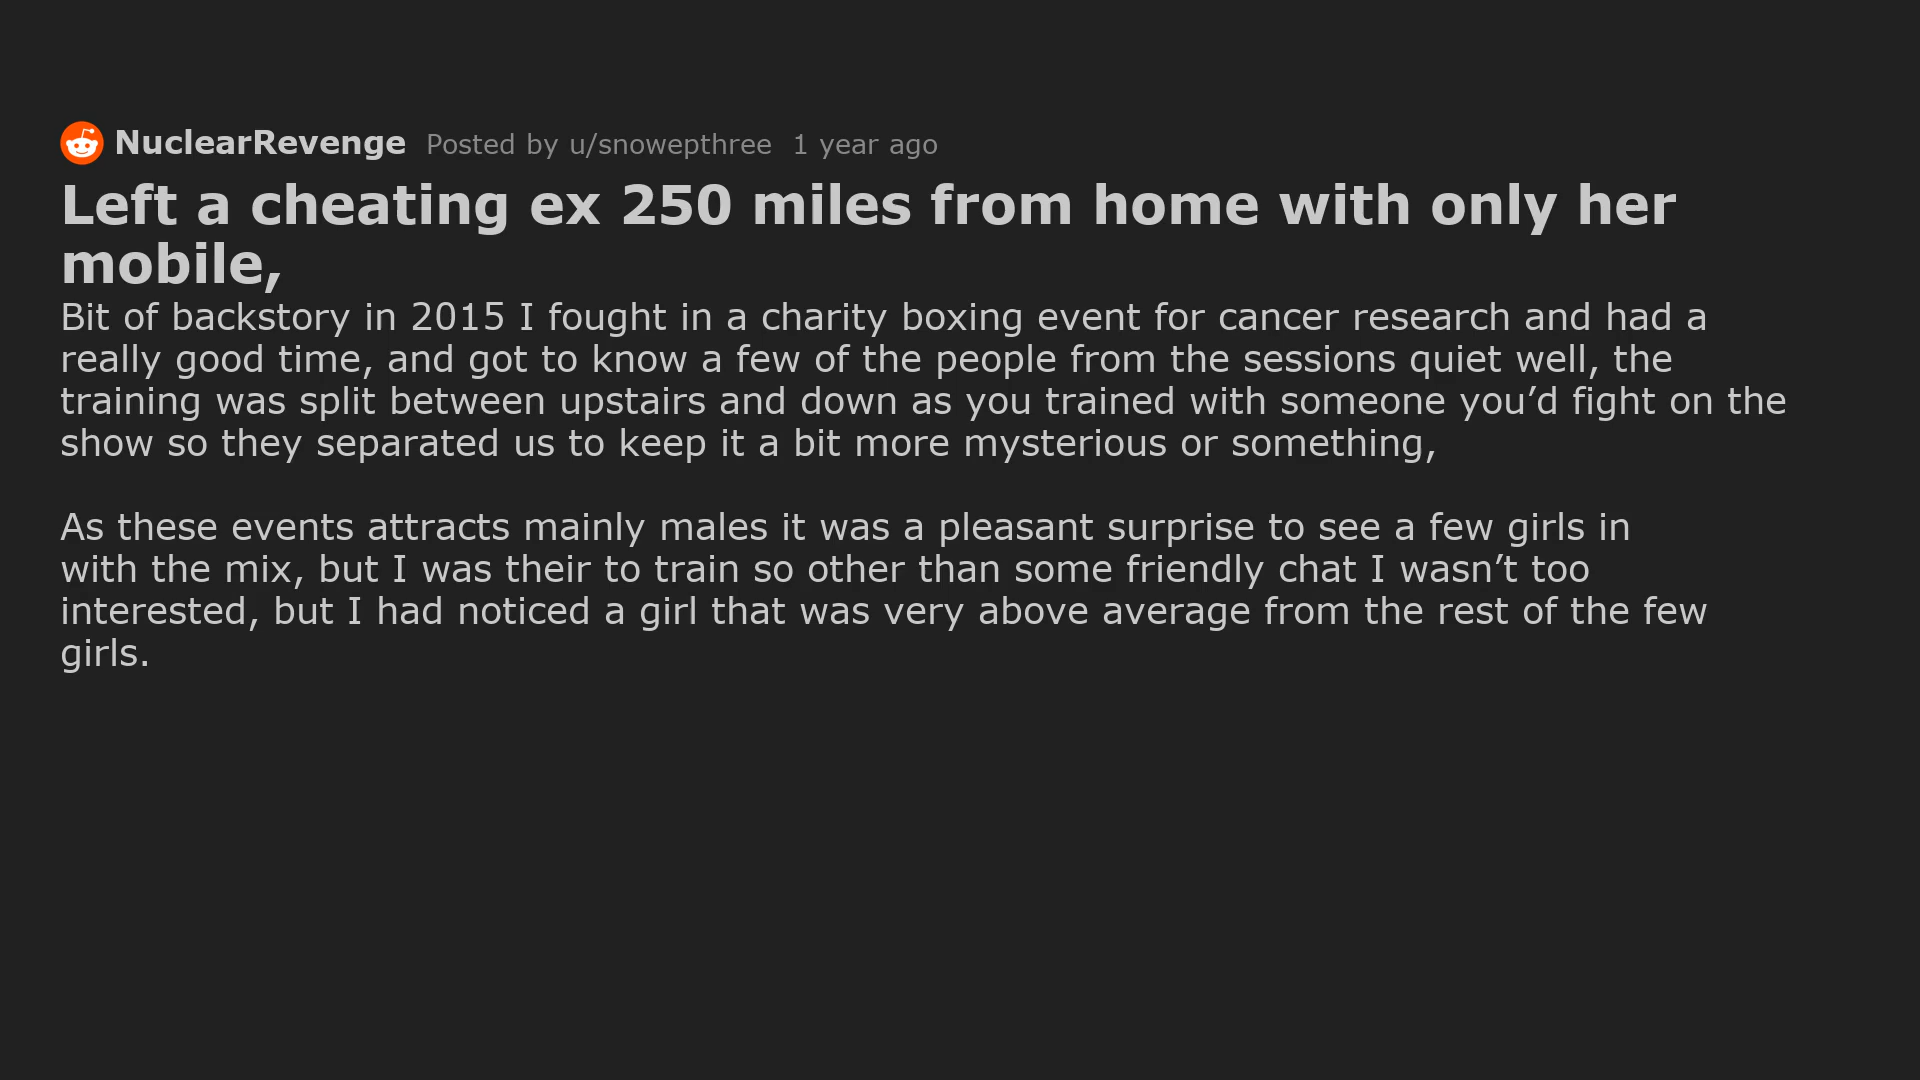 NuclearRevenge Posted by u/snowepthree 1 year ago
Left a cheating ex 250 miles from home with only her
mobile,
Bit of backstory in 2015 I fought in a charity boxing event for cancer research and had a
really good time, and got to know a few of the people from the sessions quiet well, the
training was split between upstairs and down as you trained with someone you’d fight on the
show so they separated us to keep it a bit more mysterious or something,
As these events attracts mainly males it was a pleasant surprise to see a few girls in
with the mix, but I was their to train so other than some friendly chat I wasn’t too
interested, but I had noticed a girl that was very above average from the rest of the few
girls.